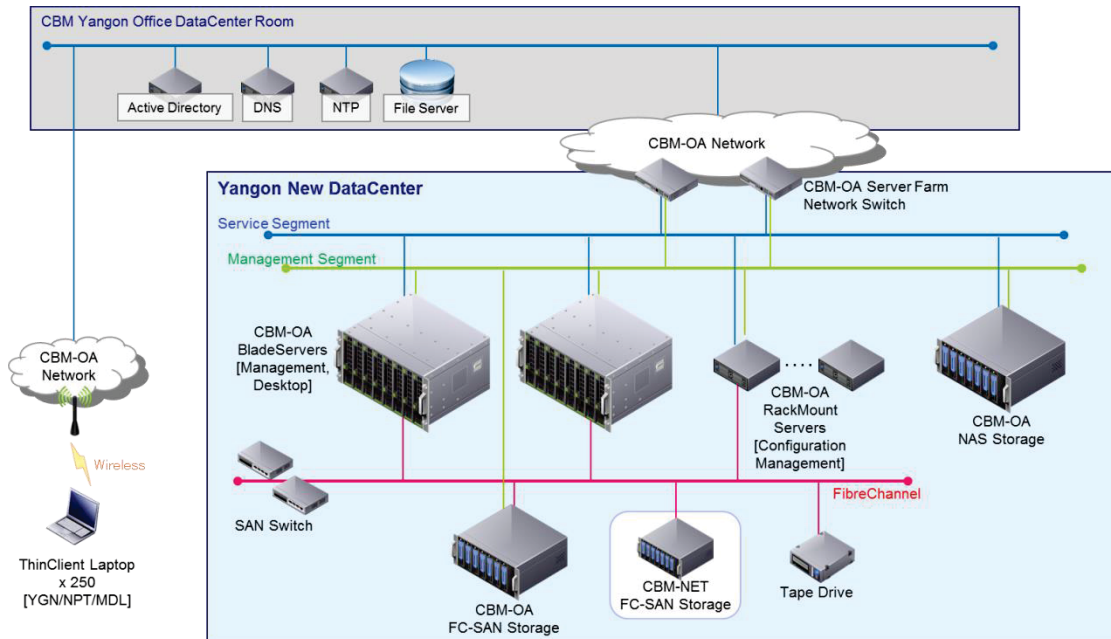 CBM Yangon Office DataCenter Room
Active Directory
DNS
NTP
File Server
CBM-OA Network
Yangon New DataCenter
CBM-OA Server Farm
Network Switch
Service Segment
Management Segment
CBM-OA
BladeServers
[Management,
Desktop]
CBM-OA
RackMount
Servers
[Configuration
Management]
CBM-OA
NAS Storage
CBM-OA
Network
Wireless
ThinClient Laptop
x 250
[YGN/NPT/MDL]
SAN Switch
FibreChannel
CBM-OA
FC-SAN Storage
CBM-NET
FC-SAN Storage
Tape Drive